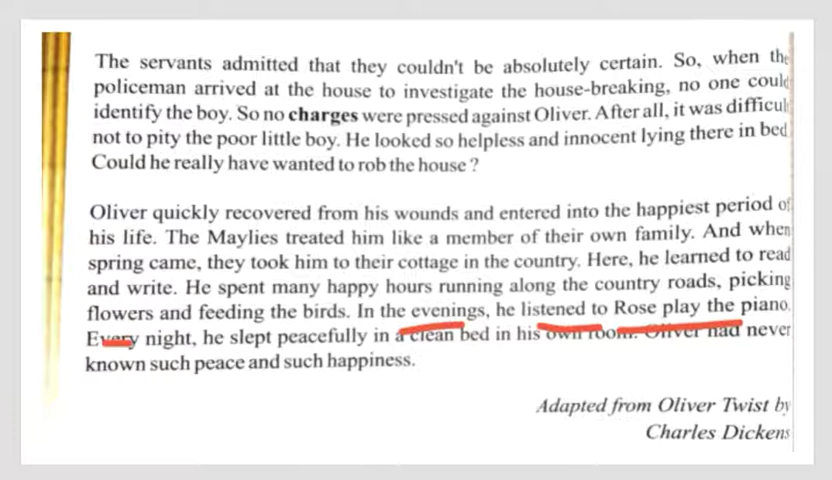 The servants admitted that they couldn't be absolutely certain. So, when the
policeman arrived at the house to investigate the house-breaking, no one could
identify the boy. So no charges were pressed against Oliver. After all, it was difficul
not to pity the poor little boy. He looked so helpless and innocent lying there in bed
Could he really have wanted to rob the house ?
Oliver quickly recovered from his wounds and entered into the happiest period of
his life. The Maylies treated him like a member of their own family. And when
spring came, they took him to their cottage in the country. Here, he learned to read
and write. He spent many happy hours running along the country roads, picking
flowers and feeding the birds. In the evenings, he listened to Rose play the piano.
Every night, he slept peacefully in a clean bed in his own room. Oliver had never
known such peace and such happiness.
Adapted from Oliver Twist by
Charles Dickens